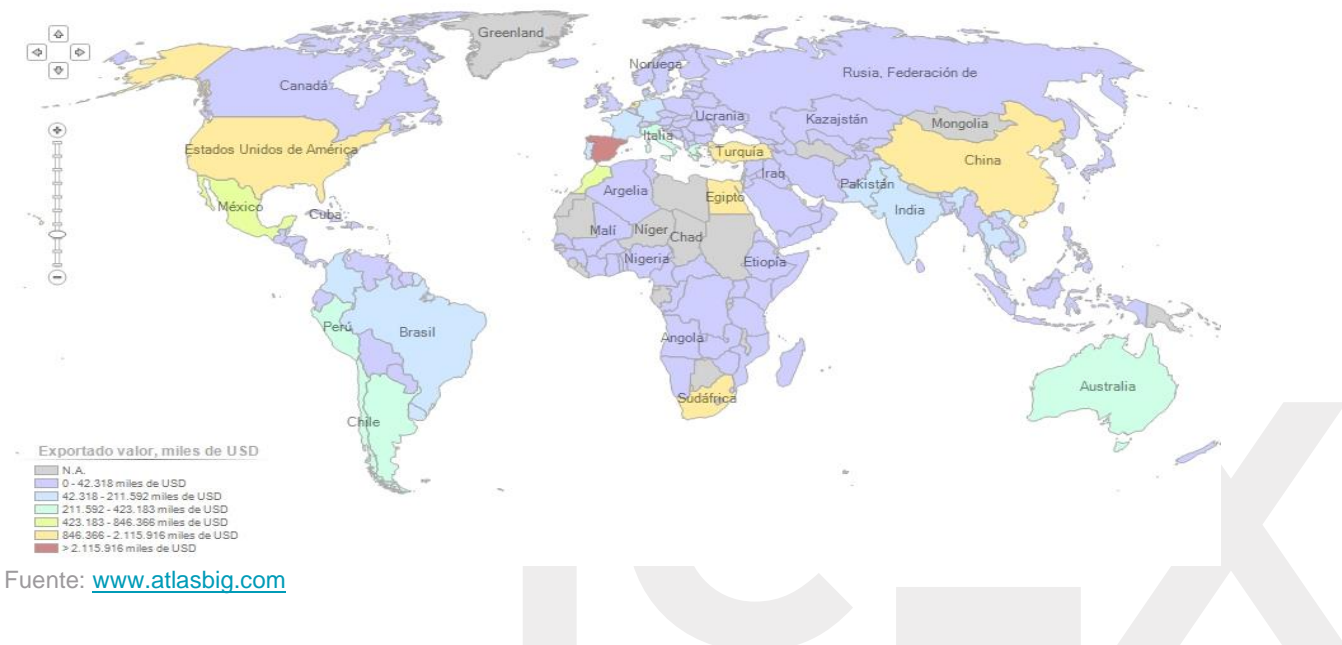 Greenland
Noruega
Rusia, Federación de
Canadá
Ucrania
Kazajstán
Mongolia
Italia
Estados Unidos de América
Turquía
China
Iraq
Pakistán
Argelia
Egipto
México
India
Cuba
Malí
Níger
Chad
Nigeria
Etiopía
Perú
Brasil
Angola
Australia
Sudáfrica
Chile
Exportado valor, miles de USD
N.A.
0 - 42.318 miles de USD
42.318 - 211.592 miles de USD
211.592 - 423.183 miles de USD
423.183 - 846.366 miles de USD
846.366 - 2.115.916 miles de USD
> 2.115.916 miles de USD
Fuente: www.atlasbig.com
ICEX